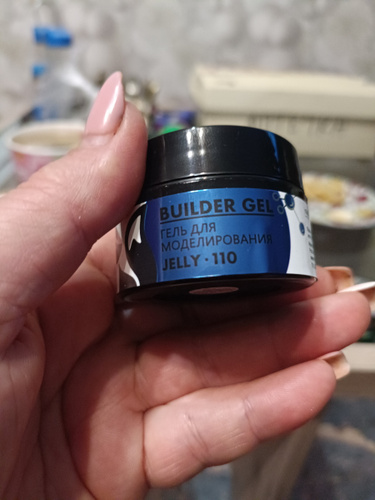 BUILDER GEL
ГЕЛЬ ДЛЯ
МОДЕЛИРОВАНИЯ
JELLY · 110